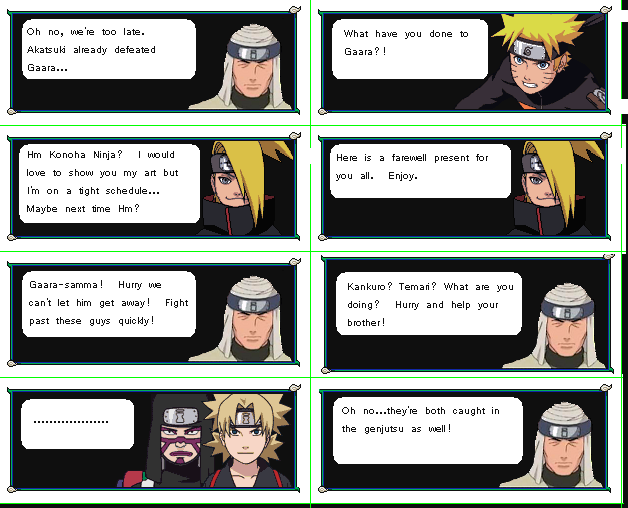 Oh no, we're too late.
Akatsuki already defeated
Gaara...
What have you done to
Gaara?!
Hm Konoha Ninja? I would
love to show you my art but
I'm on a tight schedule...
Maybe next time Hm?
Here is a farewell present for
you all. Enjoy.
Gaara-samma! Hurry we
can't let him get away! Fight
past these guys quickly!
Kankuro? Temari? What are you
doing? Hurry and help your
brother!
...................
Oh no...they're both caught in
the genjutsu as well!